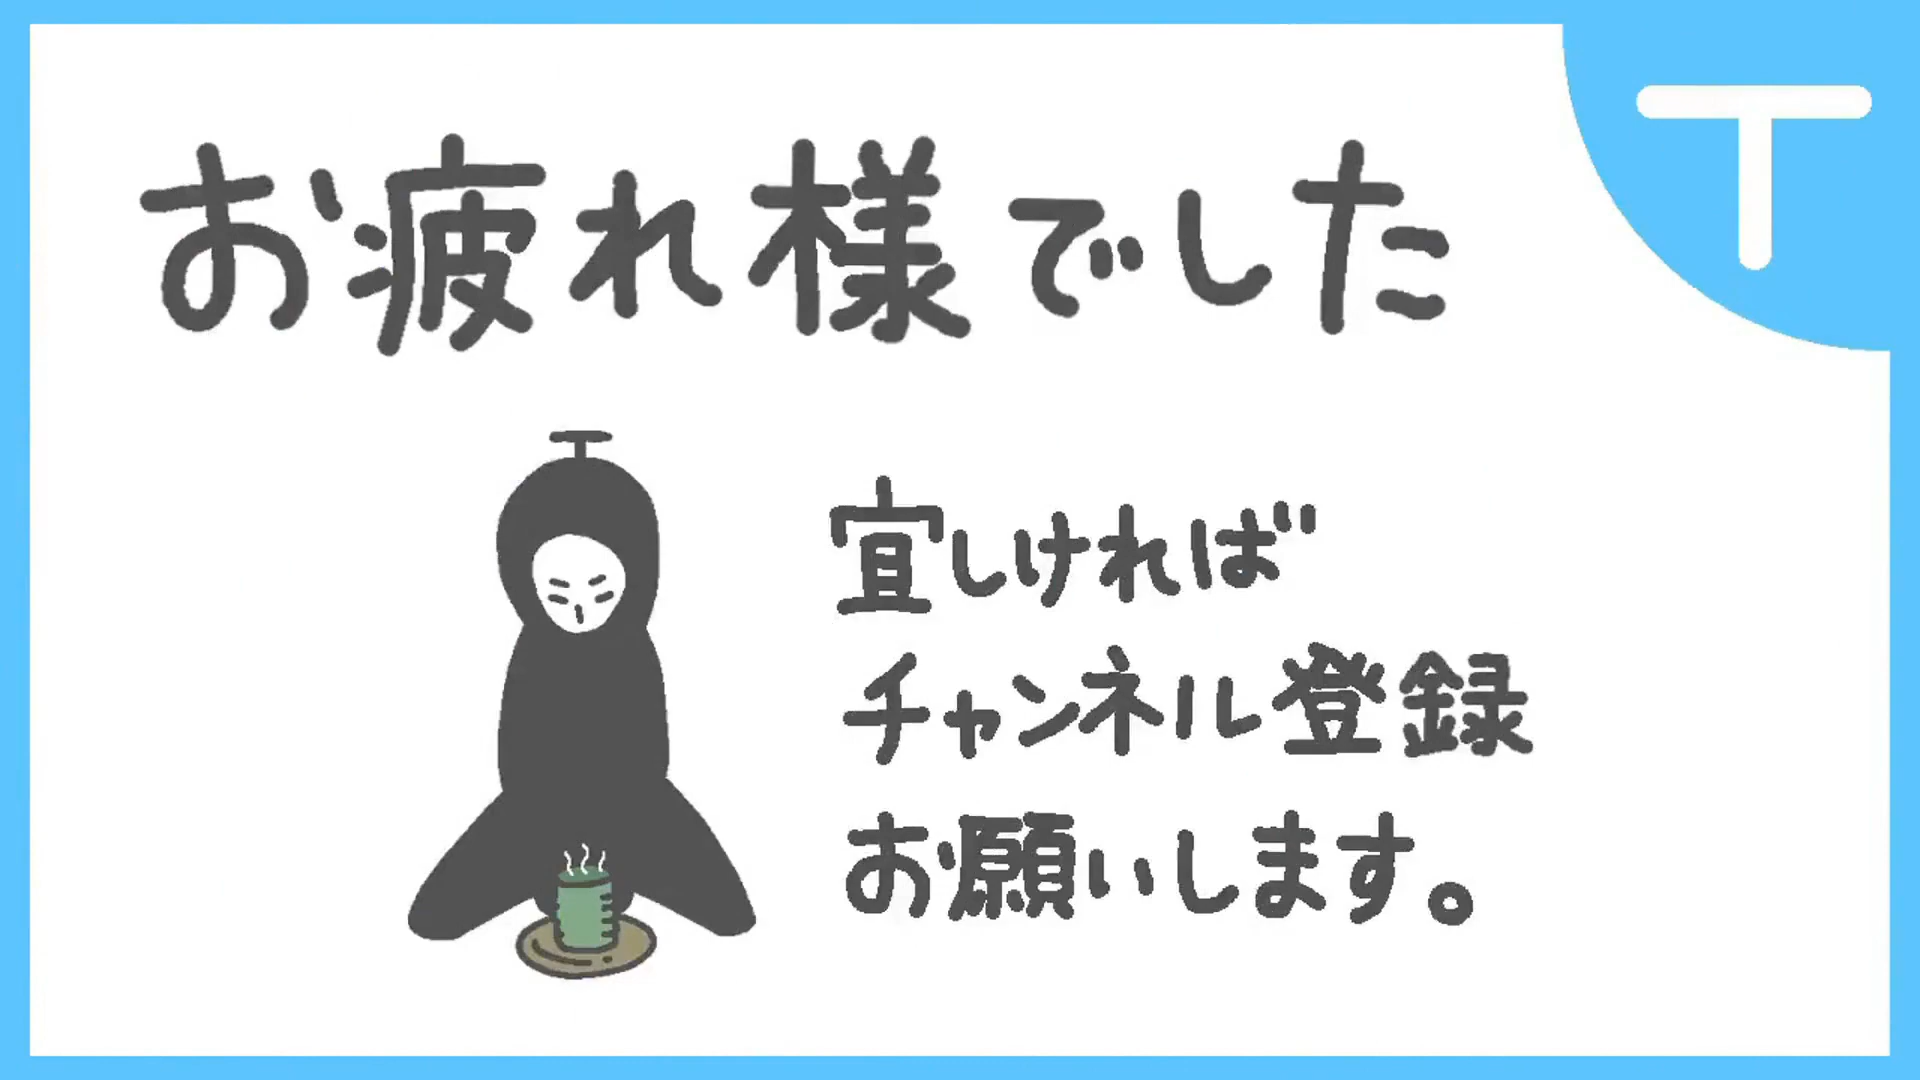 お疲れ様でした
T
宜しければ
チャンネル登録
お願いします。